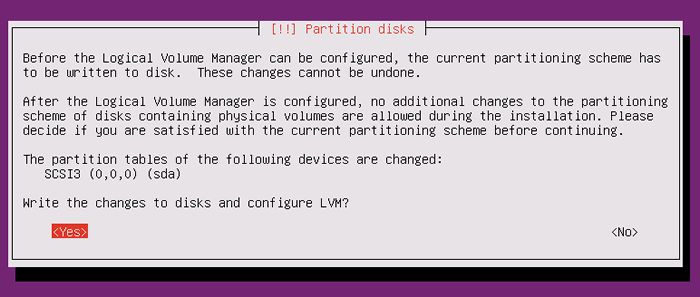 [!!] Partition disks
Before the Logical Volume Manager can be configured, the current partitioning scheme has
to be written to disk.  These changes cannot be undone.
After the Logical Volume Manager is configured, no additional changes to the partitioning
scheme of disks containing physical volumes are allowed during the installation. Please
decide if you are satisfied with the current partitioning scheme before continuing.
The partition tables of the following devices are changed:
SCSI3 (0,0,0) (sda)
Write the changes to disks and configure LVM?
<Yes> <No>